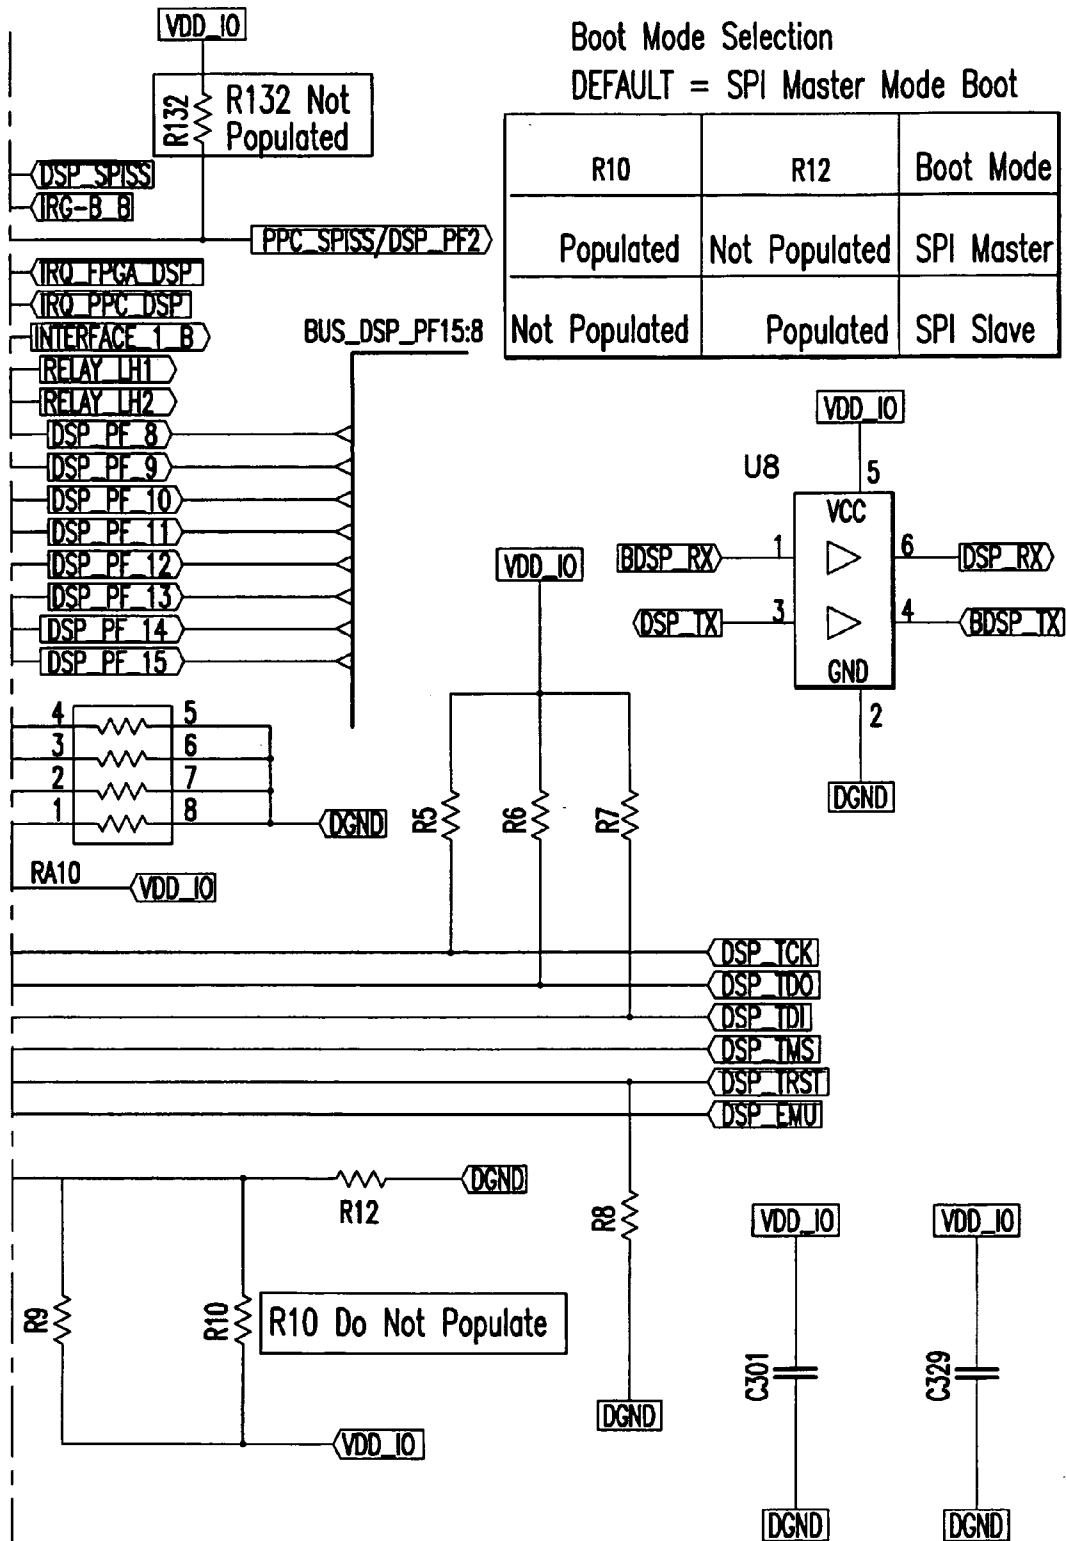 VDD_IO
Boot Mode Selection
DEFAULT = SPI Master Mode Boot
R132
R132 Not
Populated
R10 R12 Boot Mode
Populated Not Populated SPI Master
Not Populated Populated SPI Slave
DSP_SPISS
IRG-B_B
PPC_SPISS/DSP_PF2
IRQ_FPGA_DSP
IRQ_PPC_DSP
INTERFACE_1_B
BUS_DSP_PF15:8
RELAY_LH1
RELAY_LH2
DSP_PF_8
DSP_PF_9
DSP_PF_10
DSP_PF_11
DSP_PF_12
DSP_PF_13
DSP_PF_14
DSP_PF_15
VDD_IO
U8 5
VCC
BDSP_RX 1 6 DSP_RX
DSP_TX 3 4 BDSP_TX
GND
2
DGND
VDD_IO
4 5
3 6
2 7
1 8
DGND
RA10
VDD_IO
R5 R6 R7
DSP_TCK
DSP_TDO
DSP_TDI
DSP_TMS
DSP_TRST
DSP_EMU
R12
DGND
R8
R9
R10
R10 Do Not Populate
VDD_IO
DGND
VDD_IO VDD_IO
C301 C329
DGND DGND